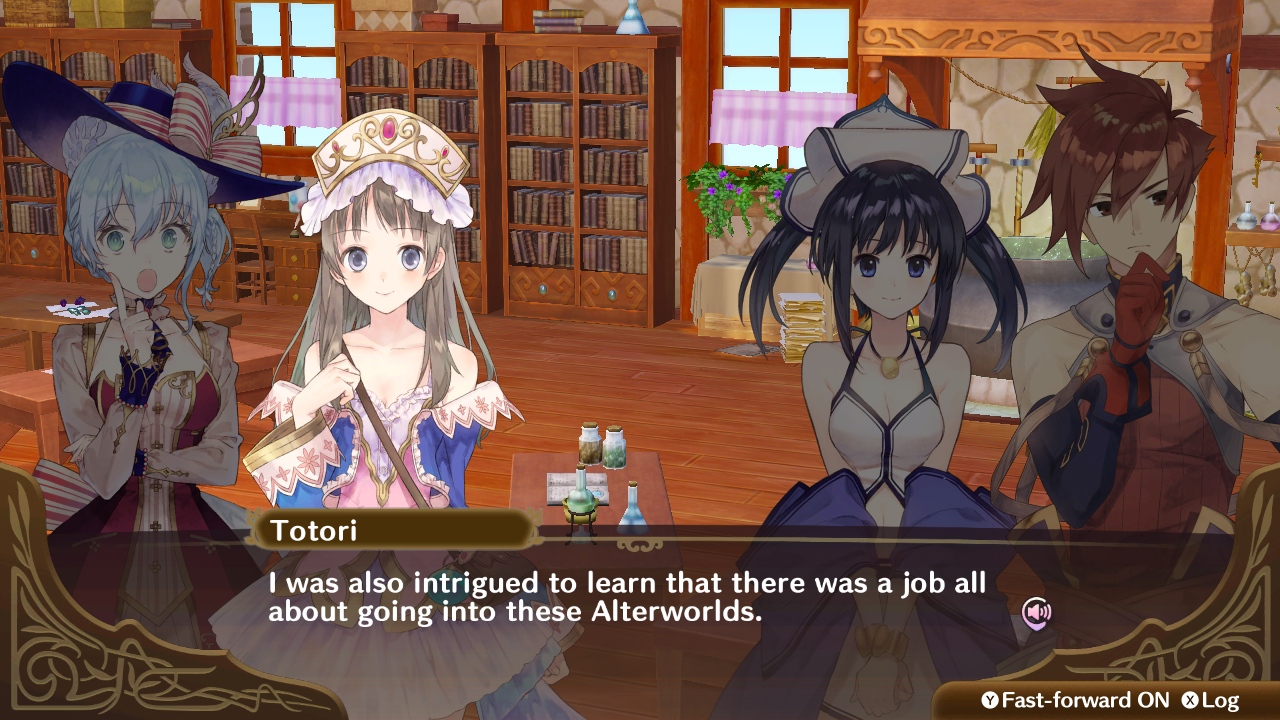 Totori
I was also intrigued to learn that there was a job all
about going into these Alterworlds.
Y Fast-forward ON X Log